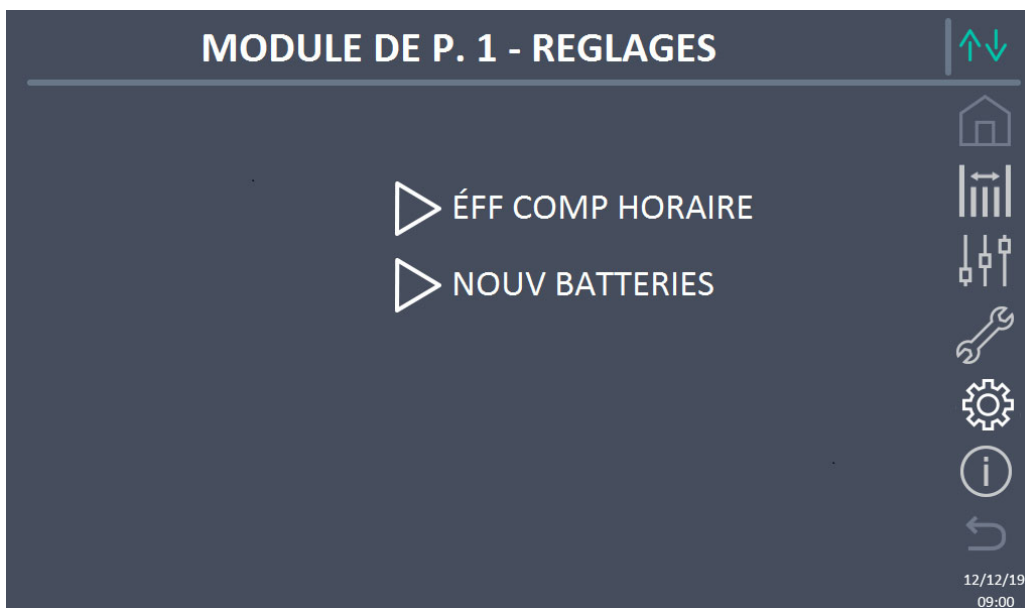 MODULE DE P. 1 - REGLAGES
ÉFF COMP HORAIRE
NOUV BATTERIES
12/12/19
09:00